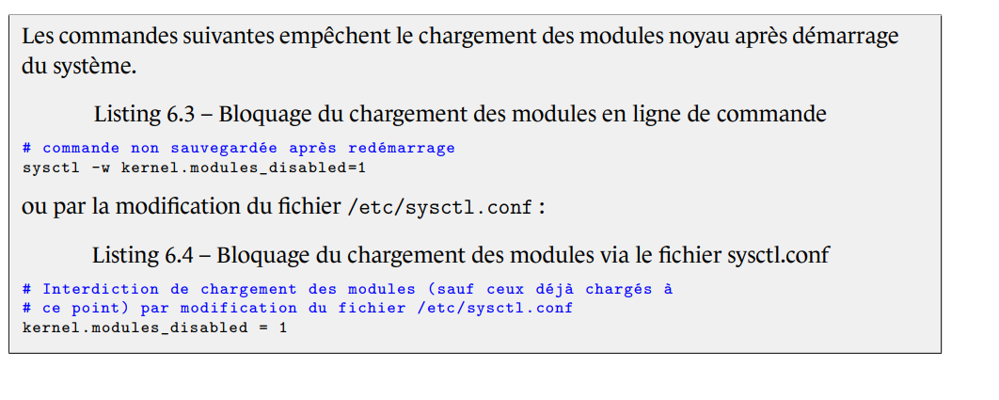 Les commandes suivantes empêchent le chargement des modules noyau après démarrage
du système.
Listing 6.3 – Bloquage du chargement des modules en ligne de commande
# commande non sauvegardée après redémarrage
sysctl -w kernel.modules_disabled=1
ou par la modification du fichier /etc/sysctl.conf :
Listing 6.4 – Bloquage du chargement des modules via le fichier sysctl.conf
# Interdiction de chargement des modules (sauf ceux déjà chargés à
# ce point) par modification du fichier /etc/sysctl.conf
kernel.modules_disabled = 1